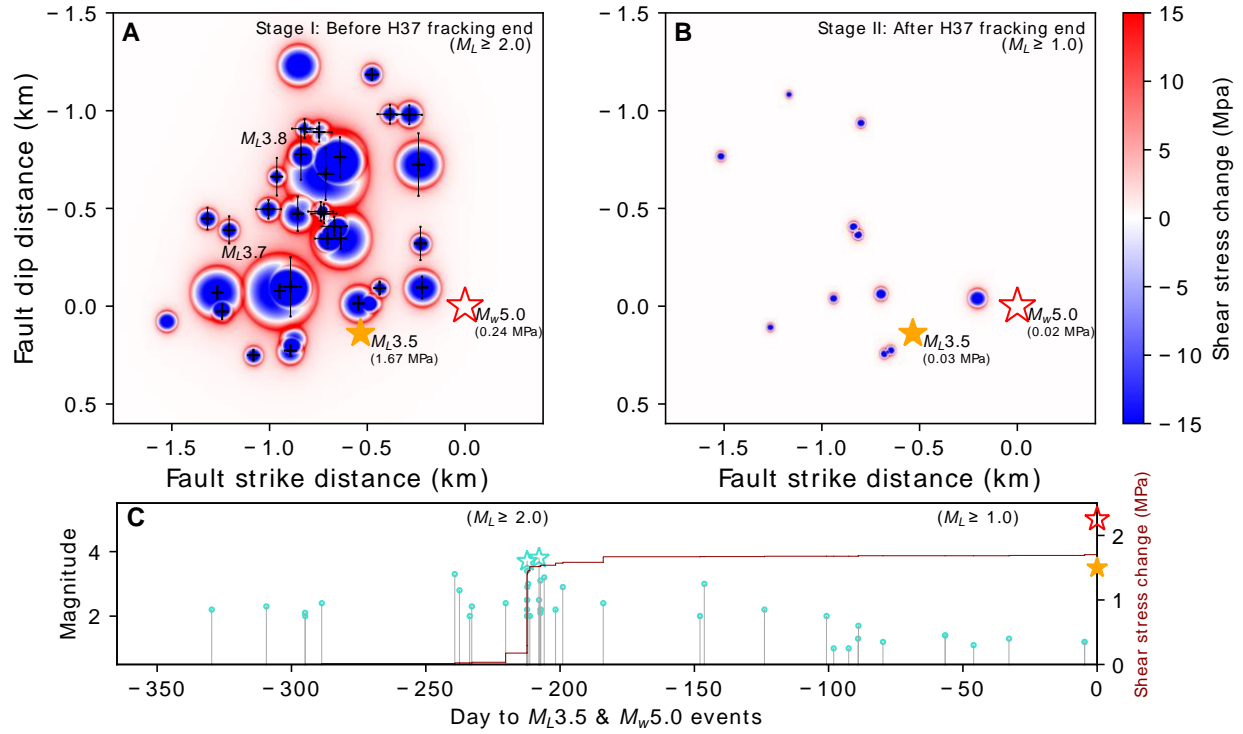 A
Stage I: Before H37 fracking end
(ML ≥ 2.0)
ML3.8
ML3.7
Mw5.0
(0.24 MPa)
ML3.5
(1.67 MPa)
− 1.5
− 1.0
− 0.5
0.0
0.5
Fault dip distance (km)
− 1.5
− 1.0
− 0.5
0.0
Fault strike distance (km)
B
Stage II: After H37 fracking end
(ML ≥ 1.0)
Mw5.0
(0.02 MPa)
ML3.5
(0.03 MPa)
− 1.5
− 1.0
− 0.5
0.0
0.5
− 1.5
− 1.0
− 0.5
0.0
Fault strike distance (km)
15
10
5
0
− 5
− 10
− 15
Shear stress change (Mpa)
C
(ML ≥ 2.0)
(ML ≥ 1.0)
4
2
Magnitude
2
1
0
Shear stress change (MPa)
− 350
− 300
− 250
− 200
− 150
− 100
− 50
0
Day to ML3.5 & Mw5.0 events